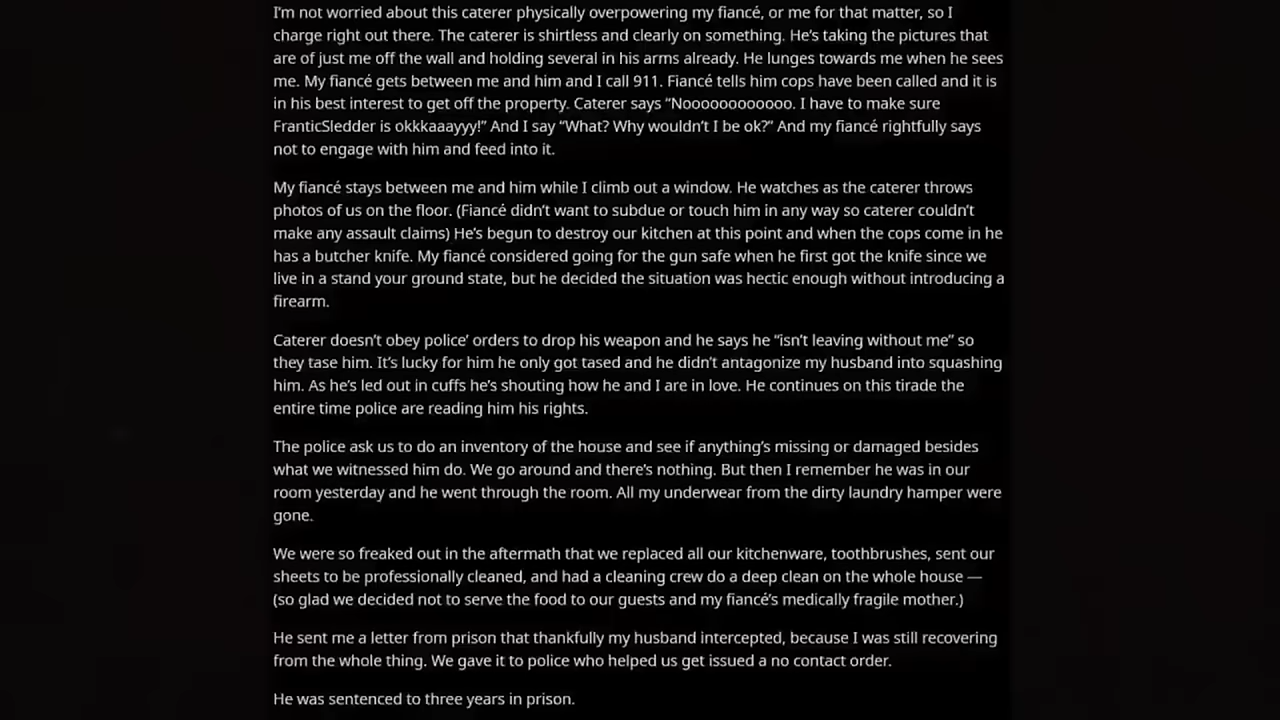 I'm not worried about this caterer physically overpowering my fiancé, or me for that matter, so I
charge right out there. The caterer is shirtless and clearly on something. He's taking the pictures that
are of just me off the wall and holding several in his arms already. He lunges towards me when he sees
me. My fiancé gets between me and him and I call 911. Fiancé tells him cops have been called and it is
in his best interest to get off the property. Caterer says “Noooooooooooo. I have to make sure
FranticSledder is okkkaaayyy!” And I say “What? Why wouldn't I be ok?” And my fiancé rightfully says
not to engage with him and feed into it.
My fiancé stays between me and him while I climb out a window. He watches as the caterer throws
photos of us on the floor. (Fiancé didn't want to subdue or touch him in any way so caterer couldn't
make any assault claims) He's begun to destroy our kitchen at this point and when the cops come in he
has a butcher knife. My fiancé considered going for the gun safe when he first got the knife since we
live in a stand your ground state, but he decided the situation was hectic enough without introducing a
firearm.
Caterer doesn't obey police' orders to drop his weapon and he says he “isn't leaving without me” so
they tase him. It's lucky for him he only got tased and he didn't antagonize my husband into squashing
him. As he's led out in cuffs he's shouting how he and I are in love. He continues on this tirade the
entire time police are reading him his rights.
The police ask us to do an inventory of the house and see if anything's missing or damaged besides
what we witnessed him do. We go around and there's nothing. But then I remember he was in our
room yesterday and he went through the room. All my underwear from the dirty laundry hamper were
gone.
We were so freaked out in the aftermath that we replaced all our kitchenware, toothbrushes, sent our
sheets to be professionally cleaned, and had a cleaning crew do a deep clean on the whole house —
(so glad we decided not to serve the food to our guests and my fiancé's medically fragile mother.)
He sent me a letter from prison that thankfully my husband intercepted, because I was still recovering
from the whole thing. We gave it to police who helped us get issued a no contact order.
He was sentenced to three years in prison.